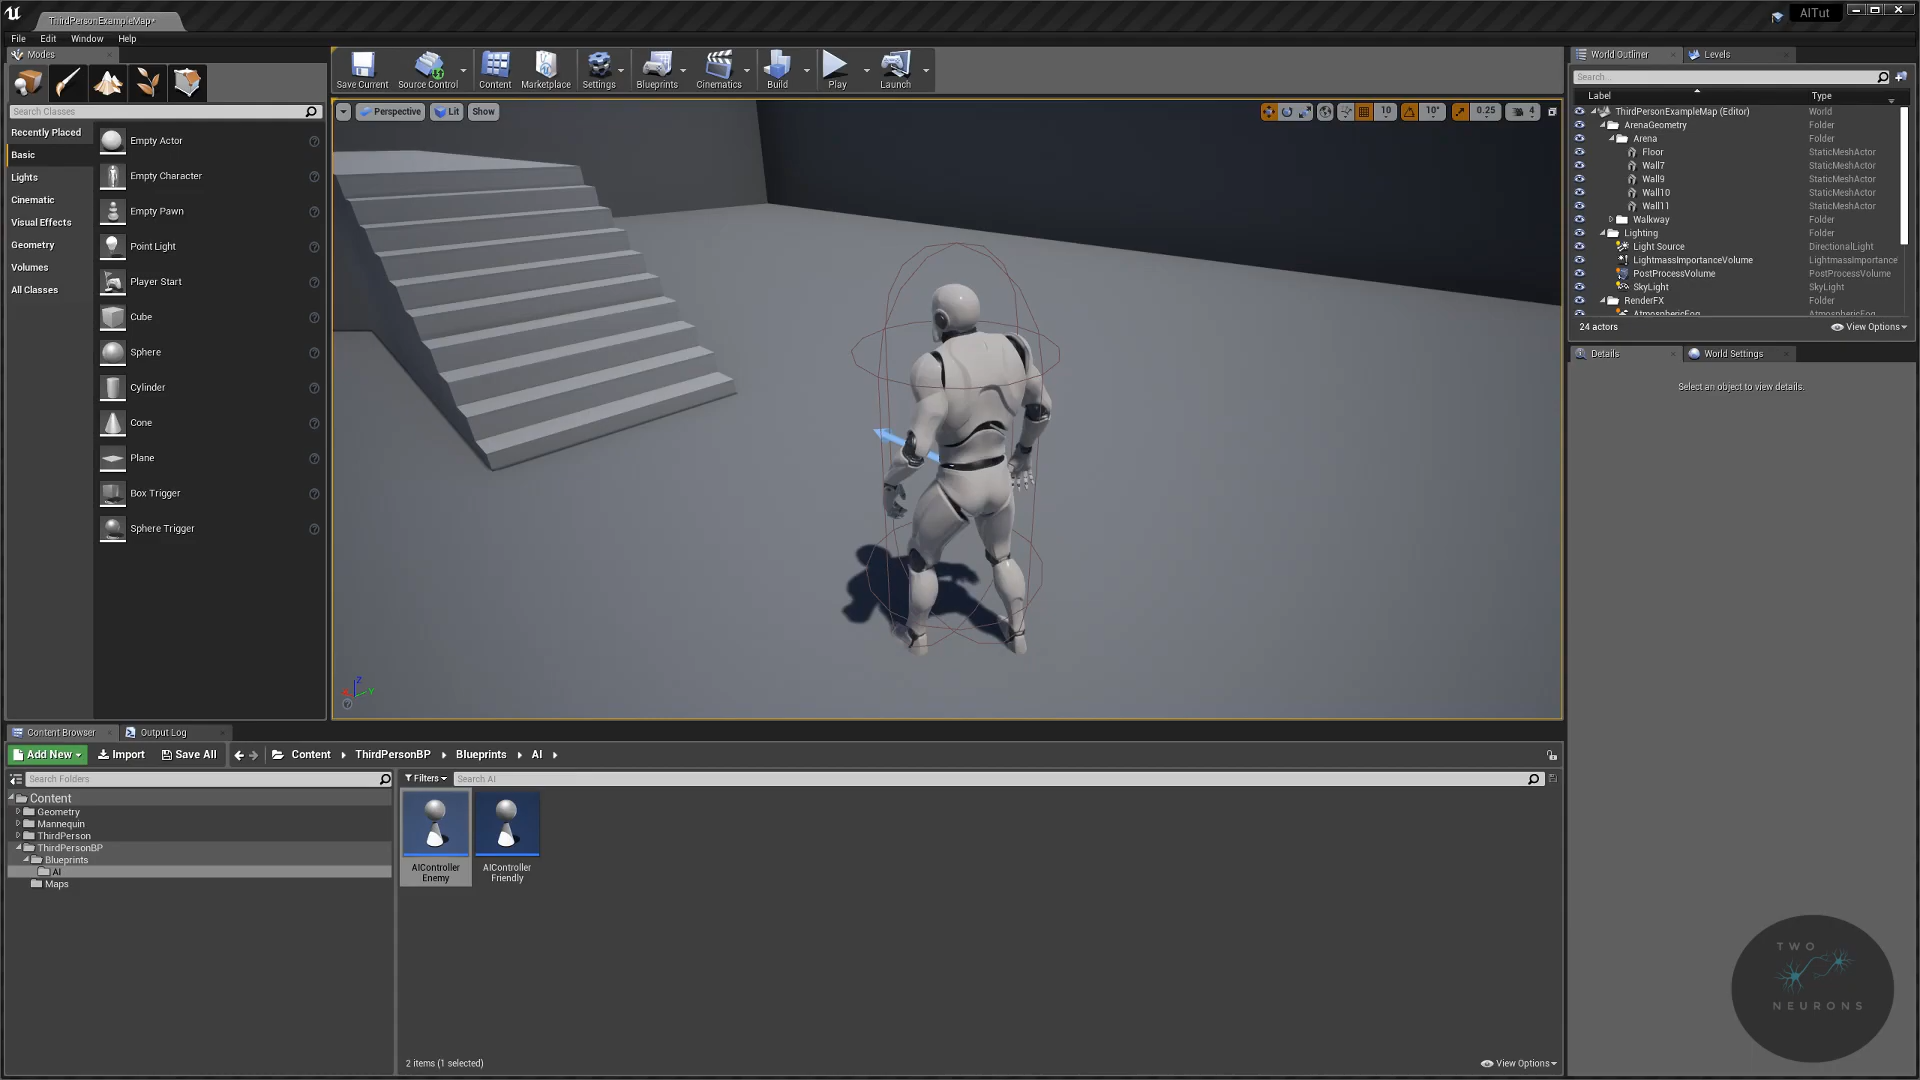 ThirdPersonExampleMap*
AITut
File Edit Window Help
Modes
Search Classes
Recently Placed
Basic
Lights
Cinematic
Visual Effects
Geometry
Volumes
All Classes
Empty Actor
Empty Character
Empty Pawn
Point Light
Player Start
Cube
Sphere
Cylinder
Cone
Plane
Box Trigger
Sphere Trigger
Save Current Source Control Content Marketplace Settings Blueprints Cinematics Build Play Launch
Perspective Lit Show
10 10° 0.25 4
Z
Y
World Outliner Levels
Search...
Label Type
ThirdPersonExampleMap (Editor) World
ArenaGeometry Folder
Arena Folder
Floor StaticMeshActor
Wall7 StaticMeshActor
Wall9 StaticMeshActor
Wall10 StaticMeshActor
Wall11 StaticMeshActor
Walkway Folder
Lighting Folder
Light Source DirectionalLight
LightmassImportanceVolume LightmassImportance
PostProcessVolume PostProcessVolume
SkyLight SkyLight
RenderFX Folder
AtmosphericFog
24 actors View Options
Details World Settings
Select an object to view details.
Content Browser Output Log
Add New Import Save All Content ThirdPersonBP Blueprints AI
Search Folders
Content
Geometry
Mannequin
ThirdPerson
ThirdPersonBP
Blueprints
AI
Maps
Filters Search AI
AIController
Enemy
AIController
Friendly
2 items (1 selected) View Options
TWO
NEURONS